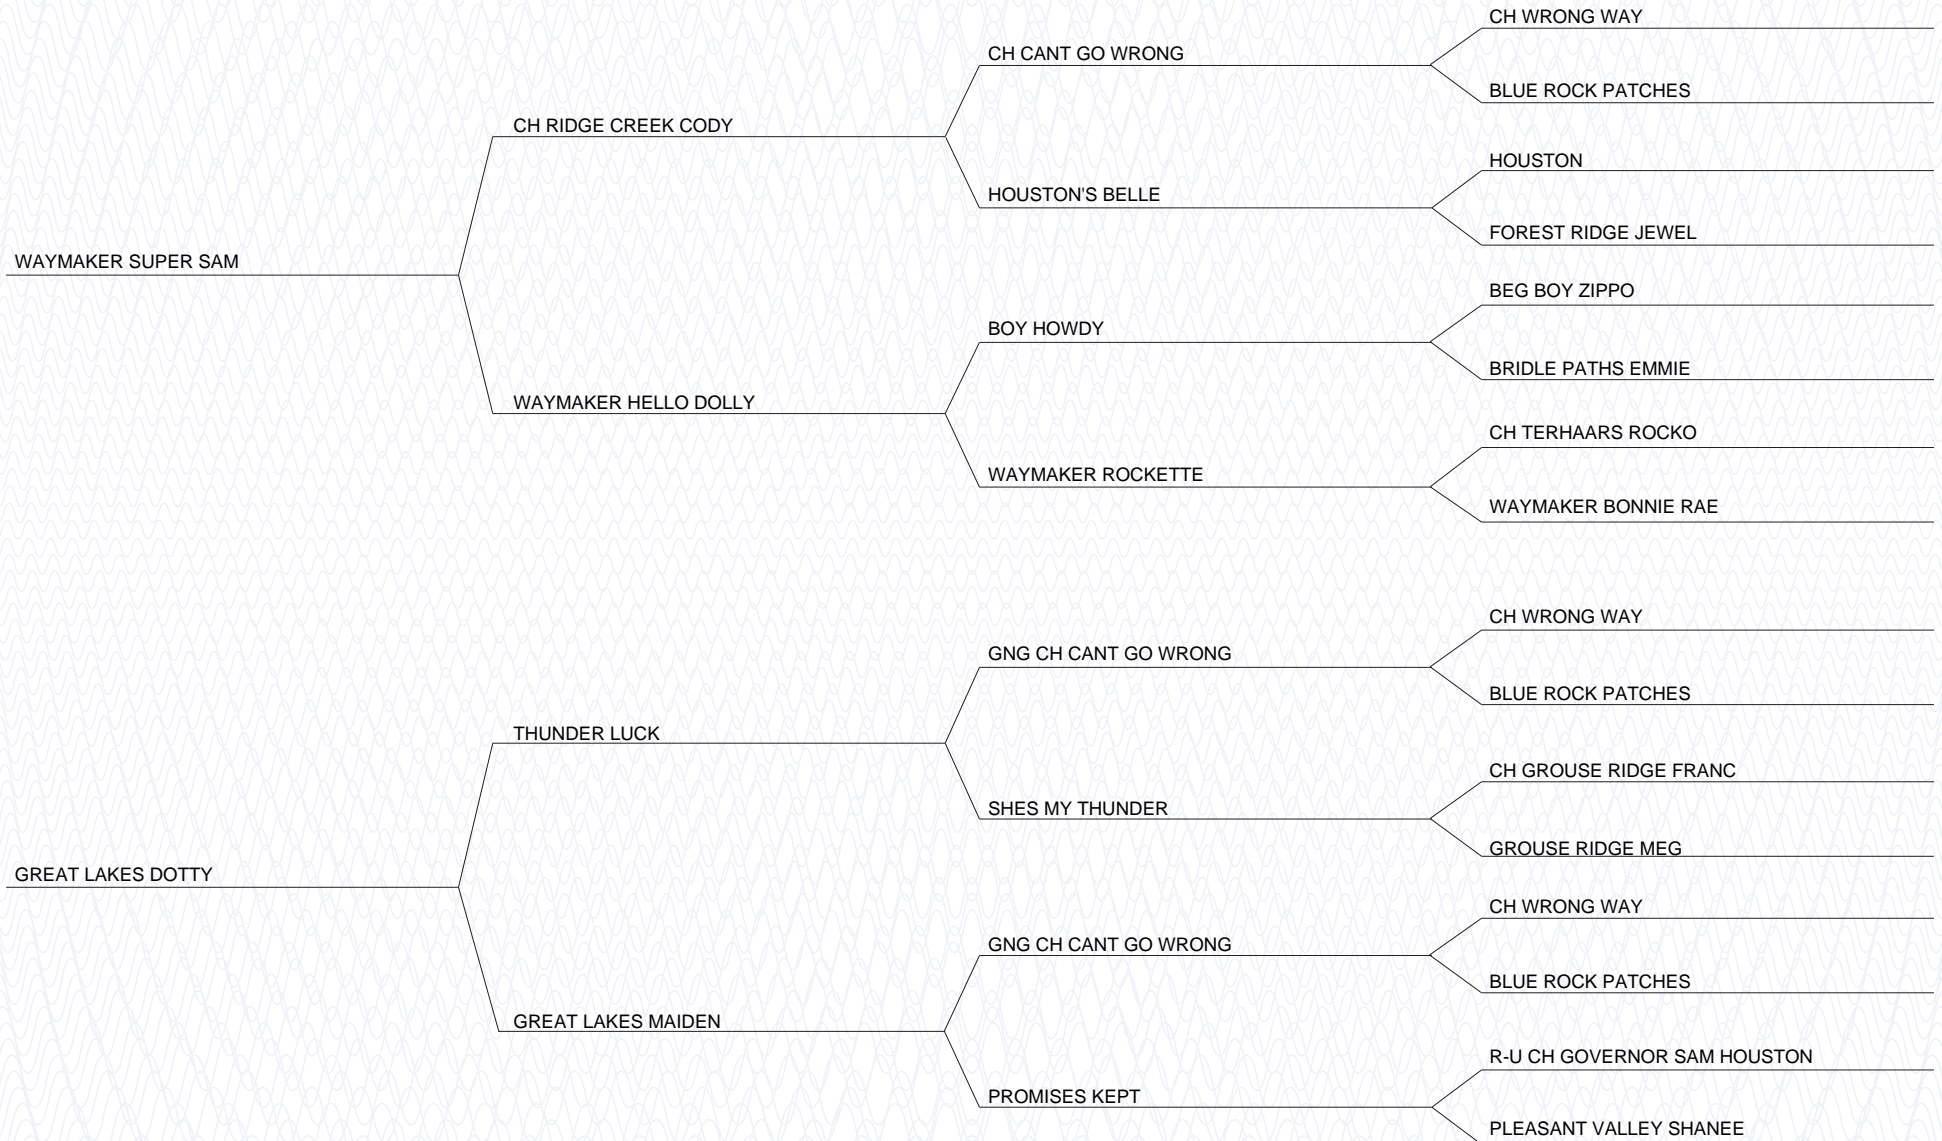 CH WRONG WAY
CH CANT GO WRONG
BLUE ROCK PATCHES
CH RIDGE CREEK CODY
HOUSTON
HOUSTON'S BELLE
FOREST RIDGE JEWEL
WAYMAKER SUPER SAM
BEG BOY ZIPPO
BOY HOWDY
BRIDLE PATHS EMMIE
WAYMAKER HELLO DOLLY
CH TERHAARS ROCKO
WAYMAKER ROCKETTE
WAYMAKER BONNIE RAE
CH WRONG WAY
GNG CH CANT GO WRONG
BLUE ROCK PATCHES
THUNDER LUCK
CH GROUSE RIDGE FRANC
SHES MY THUNDER
GROUSE RIDGE MEG
GREAT LAKES DOTTY
CH WRONG WAY
GNG CH CANT GO WRONG
BLUE ROCK PATCHES
GREAT LAKES MAIDEN
R-U CH GOVERNOR SAM HOUSTON
PROMISES KEPT
PLEASANT VALLEY SHANEE